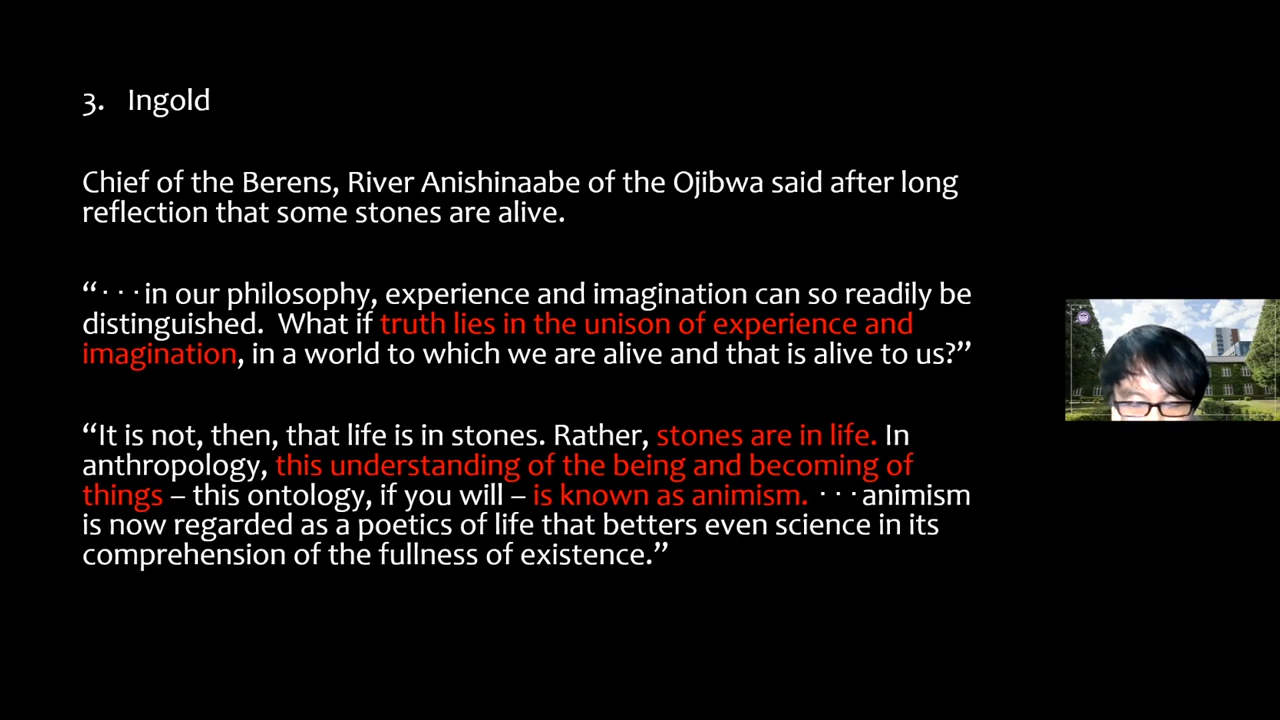 3. Ingold
Chief of the Berens, River Anishinaabe of the Ojibwa said after long
reflection that some stones are alive.
“···in our philosophy, experience and imagination can so readily be
distinguished. What if truth lies in the unison of experience and
imagination, in a world to which we are alive and that is alive to us?”
“It is not, then, that life is in stones. Rather, stones are in life. In
anthropology, this understanding of the being and becoming of
things – this ontology, if you will – is known as animism. ···animism
is now regarded as a poetics of life that betters even science in its
comprehension of the fullness of existence.”